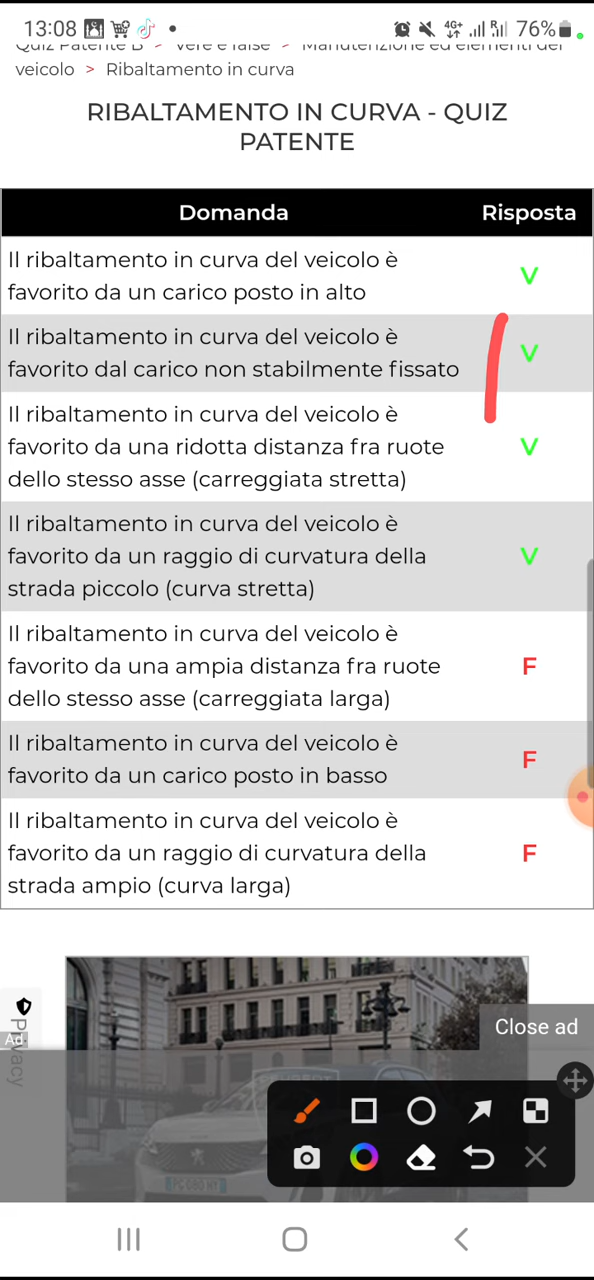 13:08
4G+
R
76%
Quiz Patente B > Vere e false > Manutenzione ed elementi del
veicolo > Ribaltamento in curva
RIBALTAMENTO IN CURVA - QUIZ
PATENTE
Domanda Risposta
Il ribaltamento in curva del veicolo è
favorito da un carico posto in alto
V
Il ribaltamento in curva del veicolo è
favorito dal carico non stabilmente fissato
V
Il ribaltamento in curva del veicolo è
favorito da una ridotta distanza fra ruote
dello stesso asse (carreggiata stretta)
V
Il ribaltamento in curva del veicolo è
favorito da un raggio di curvatura della
strada piccolo (curva stretta)
V
Il ribaltamento in curva del veicolo è
favorito da una ampia distanza fra ruote
dello stesso asse (carreggiata larga)
F
Il ribaltamento in curva del veicolo è
favorito da un carico posto in basso
F
Il ribaltamento in curva del veicolo è
favorito da un raggio di curvatura della
strada ampio (curva larga)
F
Privacy
Ad
Close ad